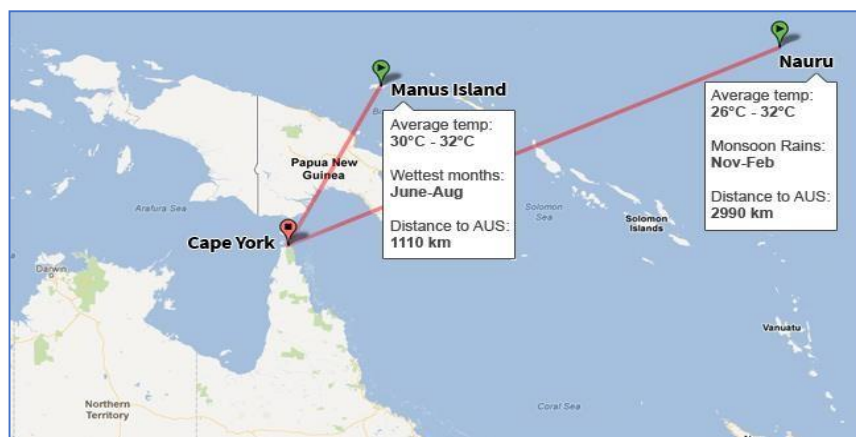 Nauru
Manus Island
Average temp:
30°C - 32°C
Wettest months:
June-Aug
Distance to AUS:
1110 km
Average temp:
26°C - 32°C
Monsoon Rains:
Nov-Feb
Distance to AUS:
2990 km
Papua New
Guinea
Arafura Sea
Solomon
Sea
Solomon
Islands
Cape York
Darwin
Vanuatu
Northern
Territory
Coral Sea